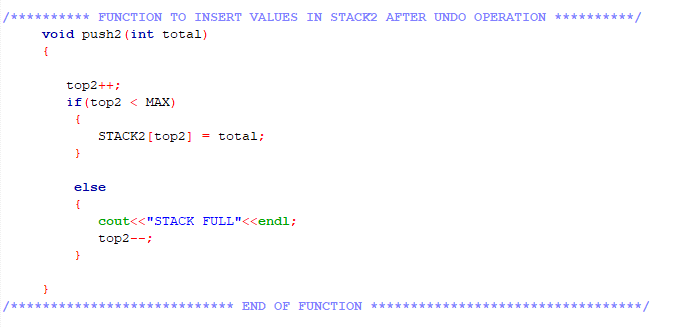 /********** FUNCTION TO INSERT VALUES IN STACK2 AFTER UNDO OPERATION **********/
void push2(int total)
{
top2++;
if(top2 < MAX)
{
STACK2[top2] = total;
}
else
{
cout<<"STACK FULL"<<endl;
top2--;
}
}
/**************************** END OF FUNCTION **********************************/